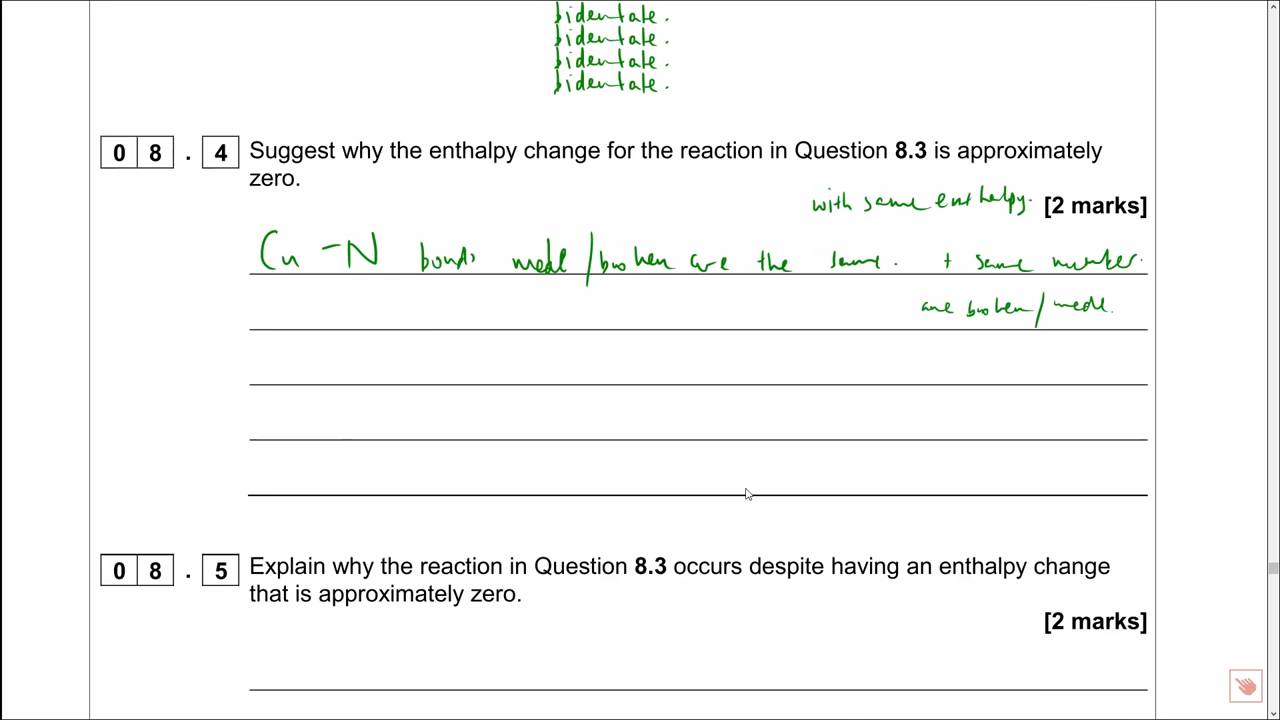 bidentate.
bidentate.
bidentate.
bidentate.
0 8 . 4 Suggest why the enthalpy change for the reaction in Question 8.3 is approximately
zero.
with same enthalpy. [2 marks]
Cu -N bonds made/broken are the same. + same number.
are broken/made.
0 8 . 5 Explain why the reaction in Question 8.3 occurs despite having an enthalpy change
that is approximately zero.
[2 marks]